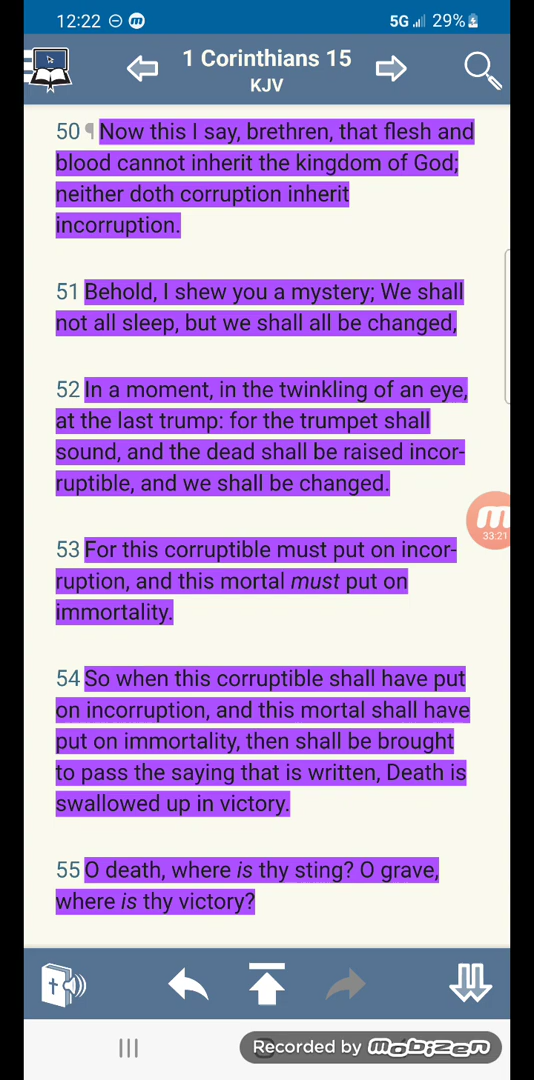 12:22
5G 29%
1 Corinthians 15
KJV
50 ¶ Now this I say, brethren, that flesh and
blood cannot inherit the kingdom of God;
neither doth corruption inherit
incorruption.
51 Behold, I shew you a mystery; We shall
not all sleep, but we shall all be changed,
52 In a moment, in the twinkling of an eye,
at the last trump: for the trumpet shall
sound, and the dead shall be raised incor-
ruptible, and we shall be changed.
m
33:21
53 For this corruptible must put on incor-
ruption, and this mortal must put on
immortality.
54 So when this corruptible shall have put
on incorruption, and this mortal shall have
put on immortality, then shall be brought
to pass the saying that is written, Death is
swallowed up in victory.
55 O death, where is thy sting? O grave,
where is thy victory?
Recorded by mobizen